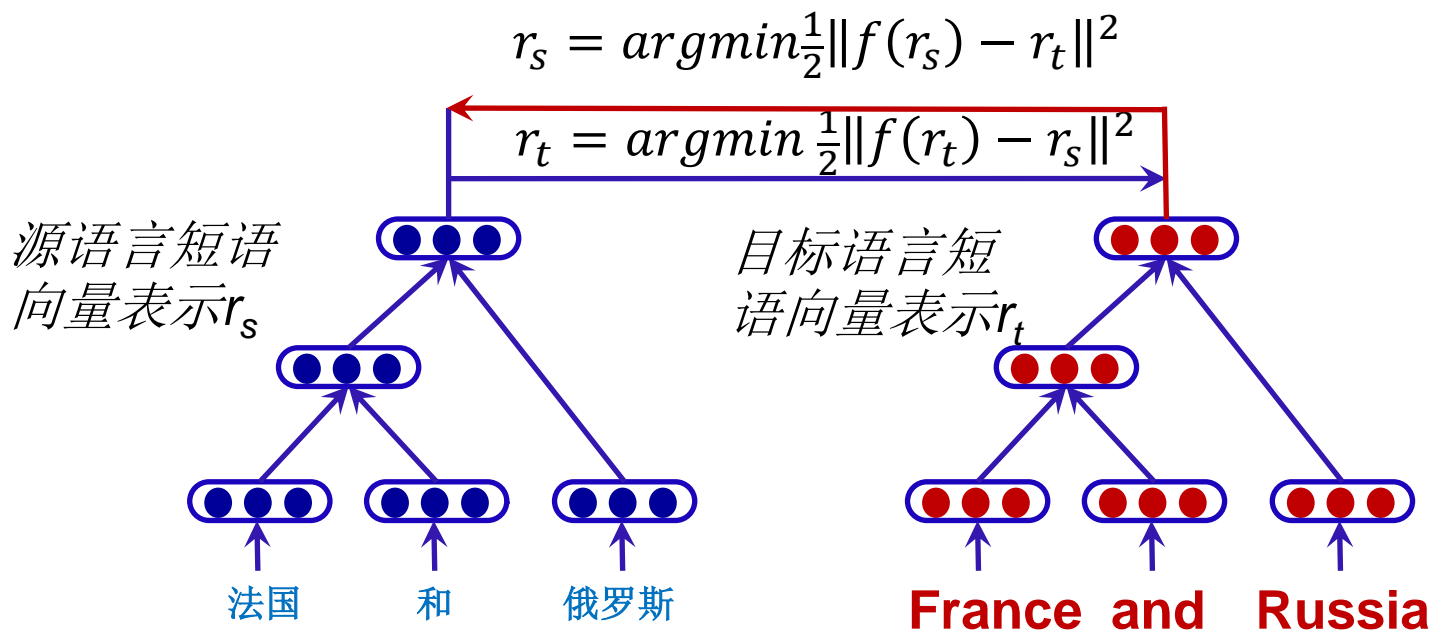 r_s = argmin \frac{1}{2}‖f(r_s) − r_t‖^2
r_t = argmin \frac{1}{2}‖f(r_t) − r_s‖^2
源语言短语
向量表示r_s
目标语言短
语向量表示r_t
法国 和 俄罗斯
France and Russia